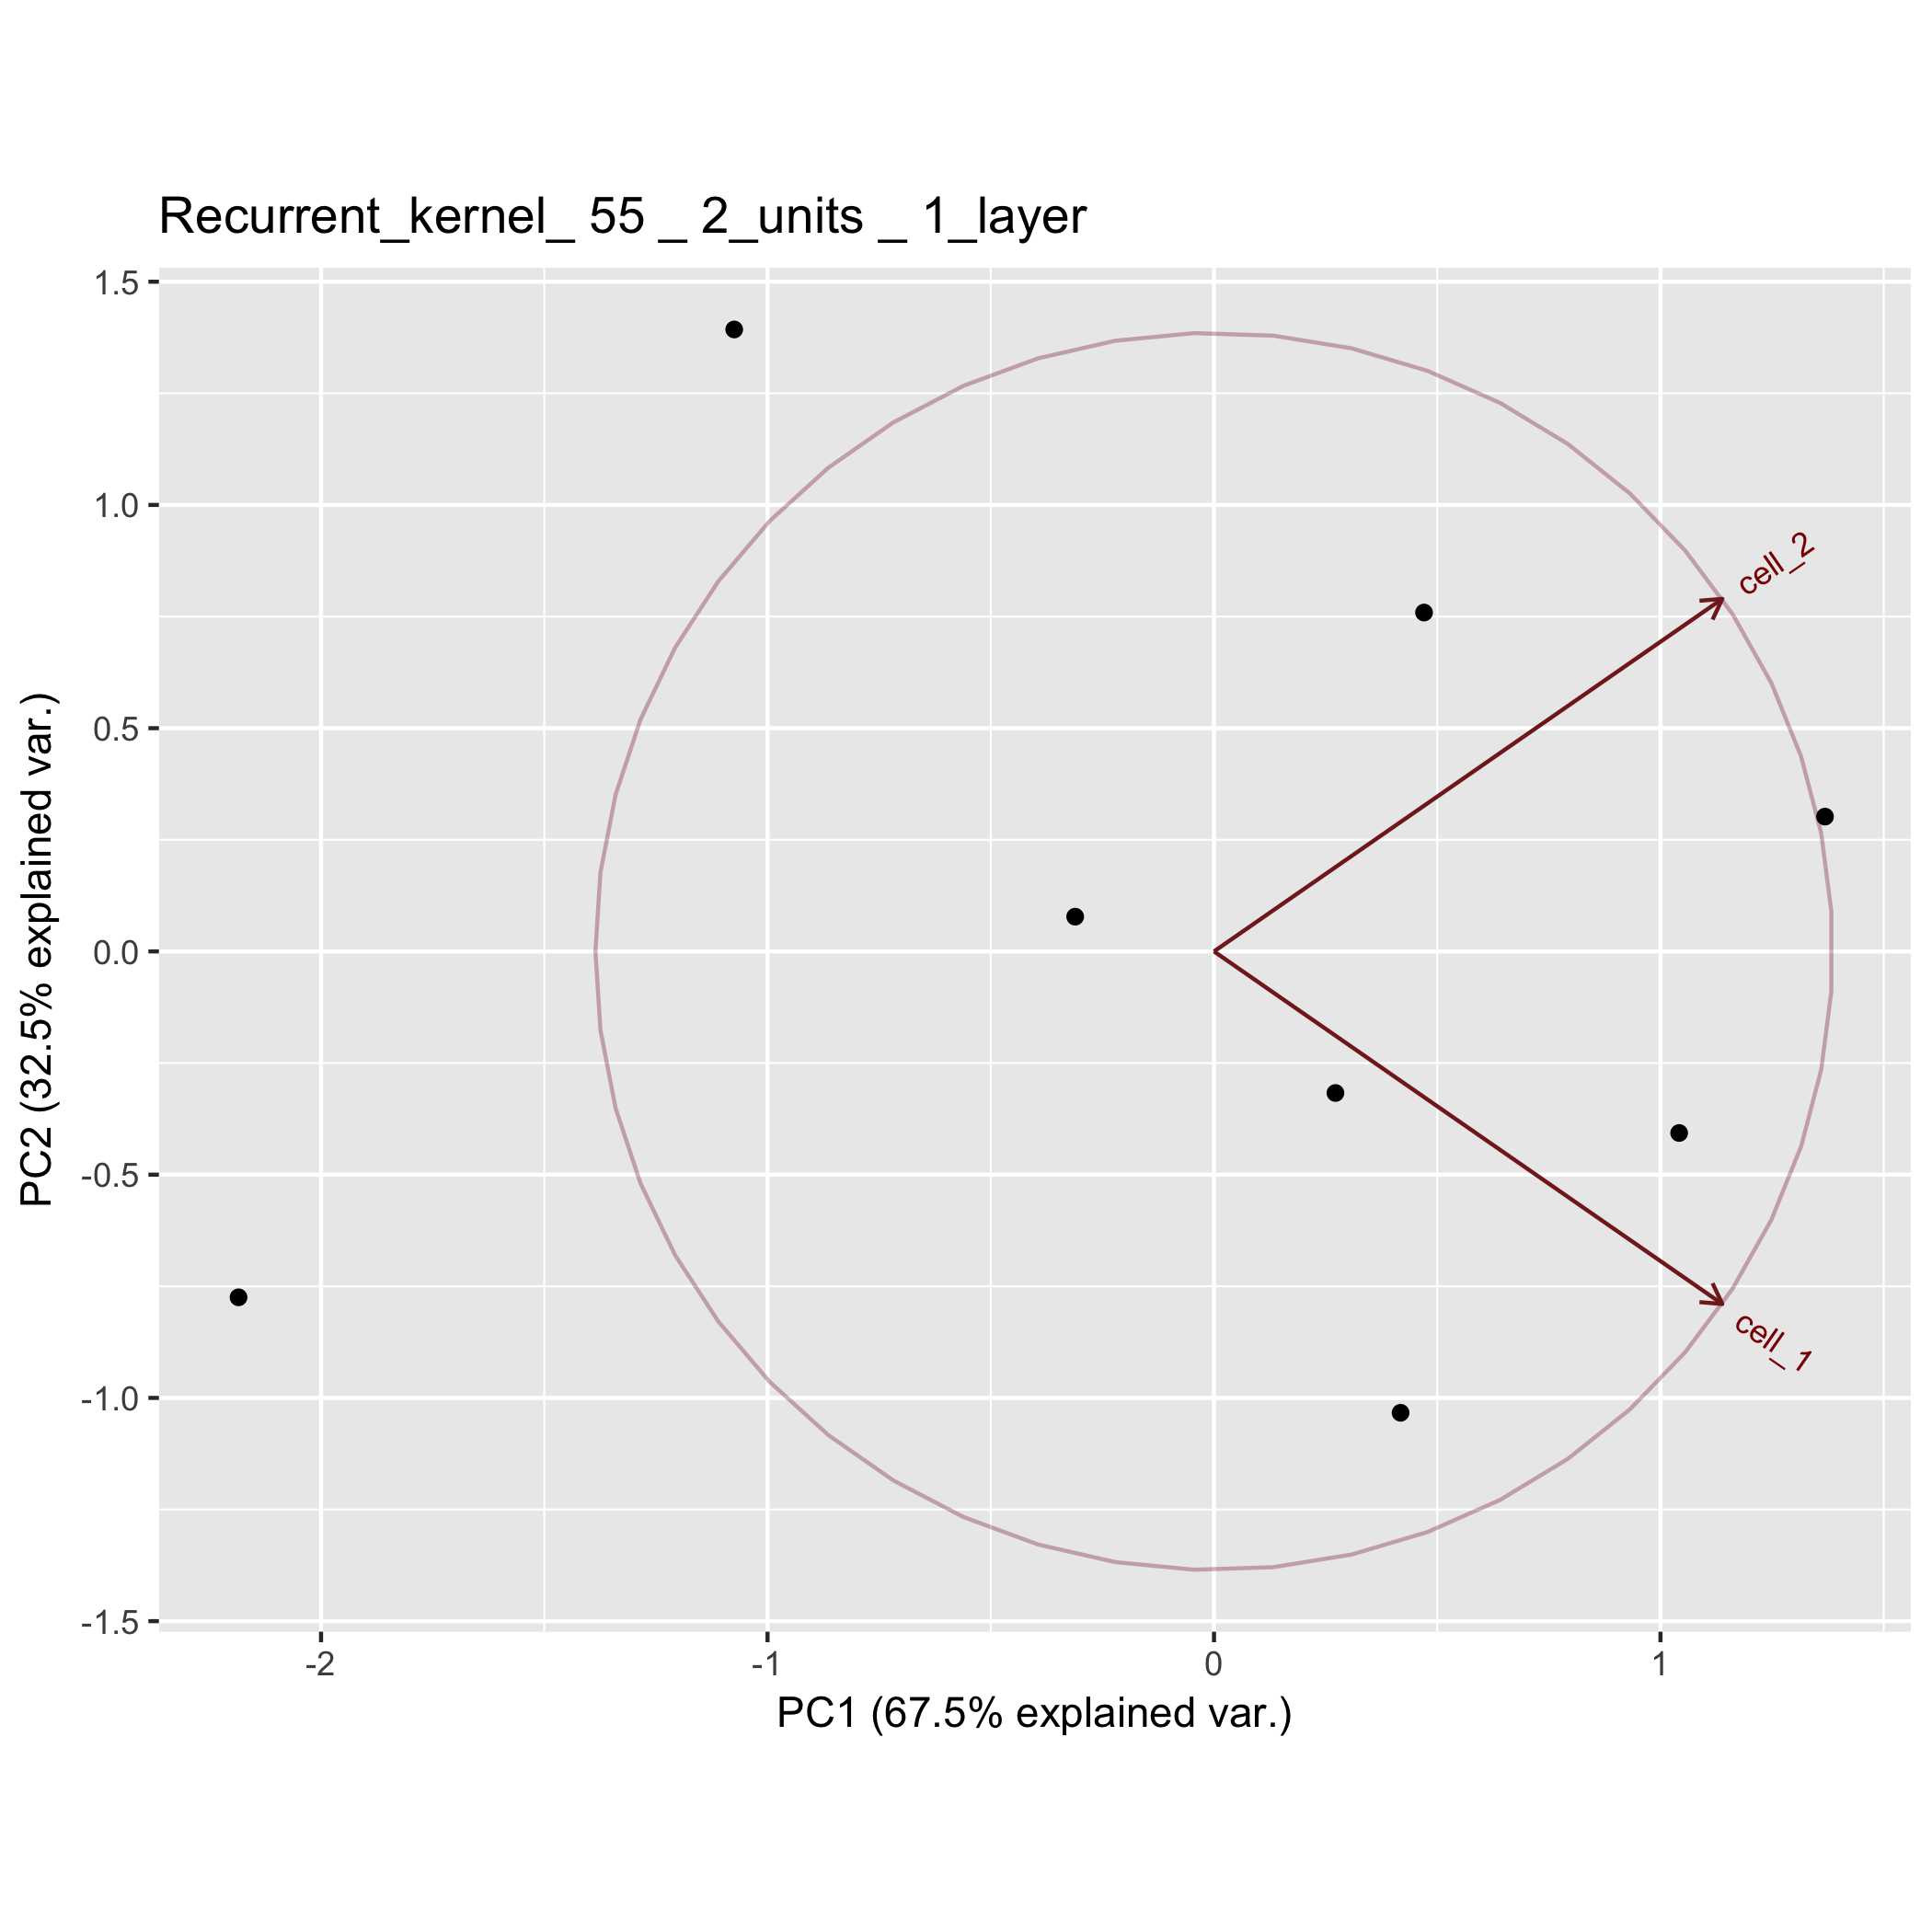 Recurrent_kernel_ 55 _ 2_units _ 1_layer
1.5
1.0
0.5
0.0
-0.5
-1.0
-1.5
PC2 (32.5% explained var.)
cell_2
cell_1
-2
-1
0
1
PC1 (67.5% explained var.)